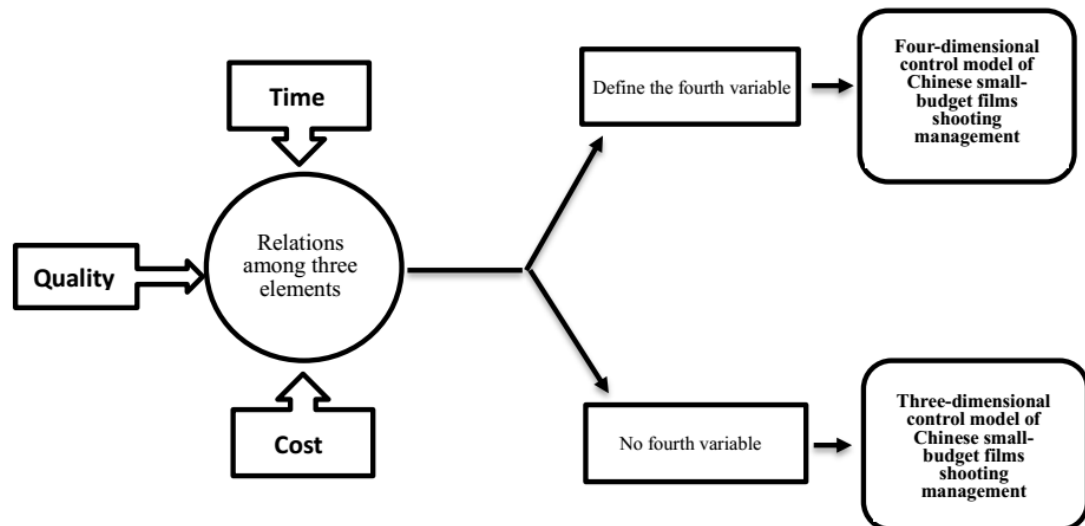 Time
Quality
Relations
among three
elements
Cost
Define the fourth variable
Four-dimensional
control model of
Chinese small-
budget films
shooting
management
No fourth variable
Three-dimensional
control model of
Chinese small-
budget films
shooting
management